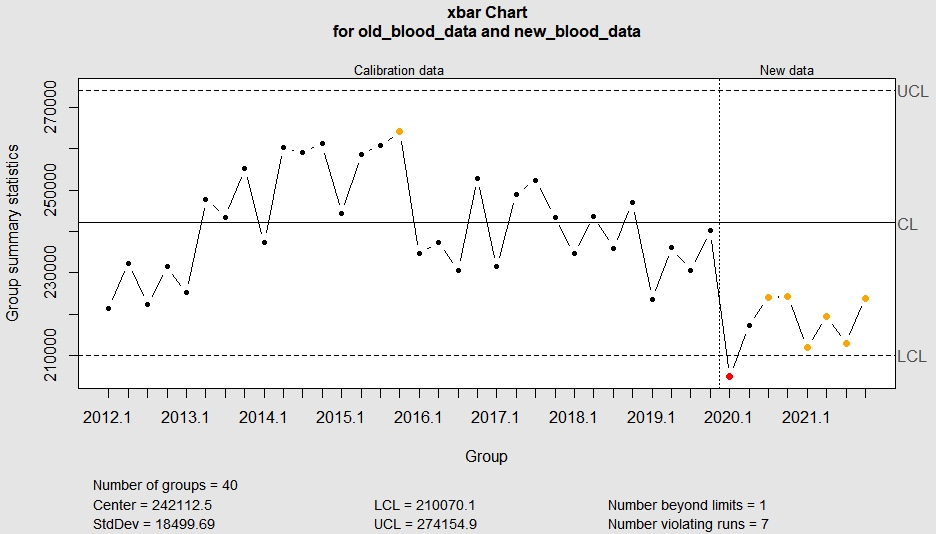 xbar Chart
for old_blood_data and new_blood_data
Calibration data
New data
Group summary statistics
270000
250000
230000
210000
UCL
CL
LCL
2012.1 2013.1 2014.1 2015.1 2016.1 2017.1 2018.1 2019.1 2020.1 2021.1
Group
Number of groups = 40
Center = 242112.5 LCL = 210070.1 Number beyond limits = 1
StdDev = 18499.69 UCL = 274154.9 Number violating runs = 7